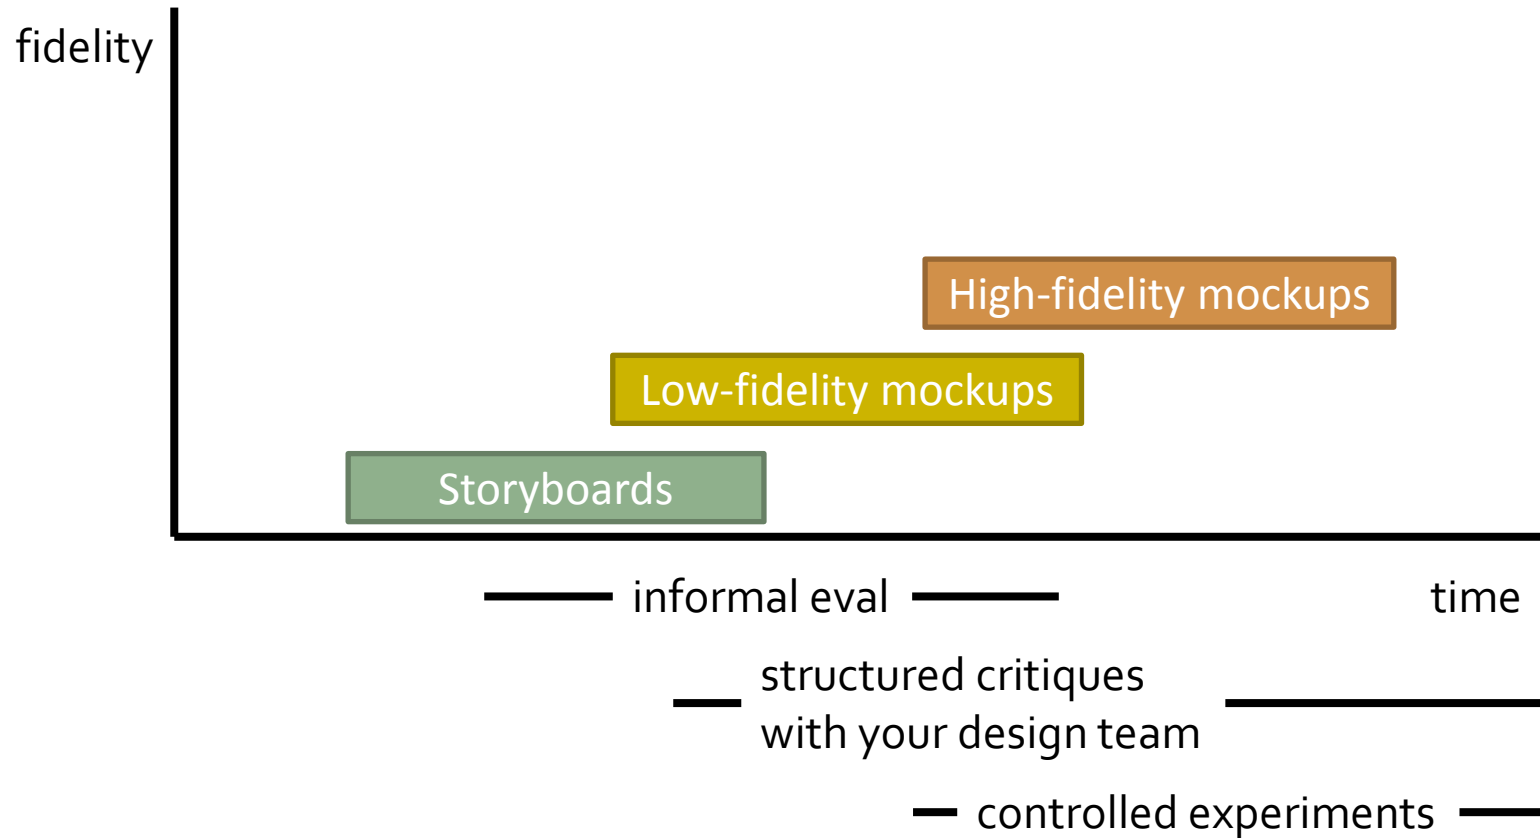 fidelity
High-fidelity mockups
Low-fidelity mockups
Storyboards
informal eval
time
structured critiques
with your design team
controlled experiments